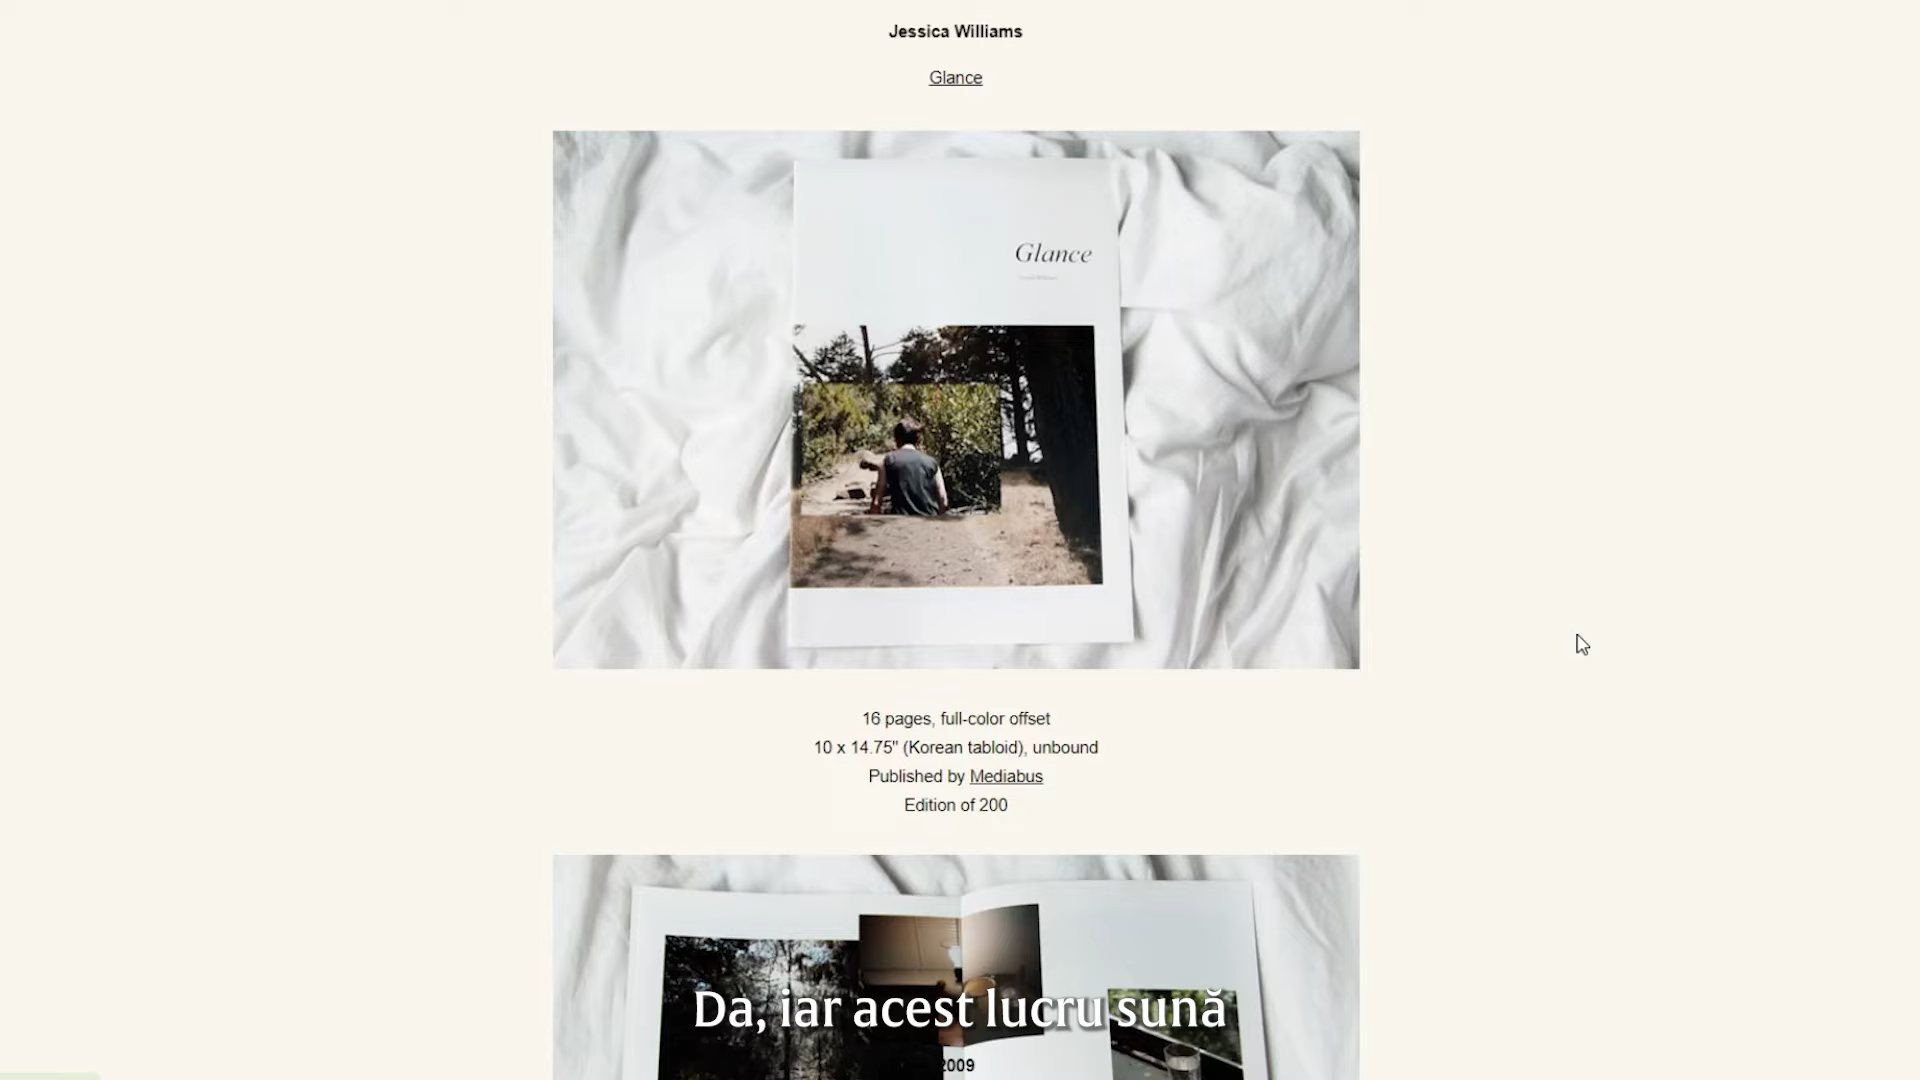 Jessica Williams
Glance
Glance
16 pages, full-color offset
10 x 14.75" (Korean tabloid), unbound
Published by Mediabus
Edition of 200
Da, iar acest lucru sună
2009